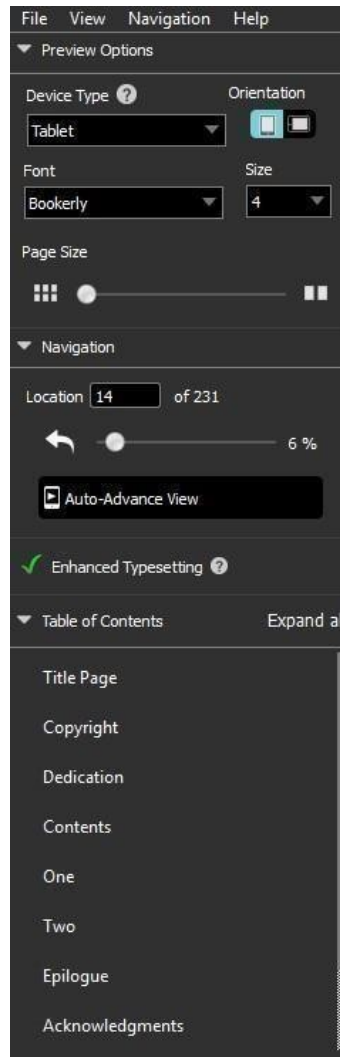 File View Navigation Help
Preview Options
Device Type ? Orientation
Tablet
Font Size
Bookerly 4
Page Size
Navigation
Location 14 of 231
6 %
Auto-Advance View
Enhanced Typesetting ?
Table of Contents Expand al
Title Page
Copyright
Dedication
Contents
One
Two
Epilogue
Acknowledgments